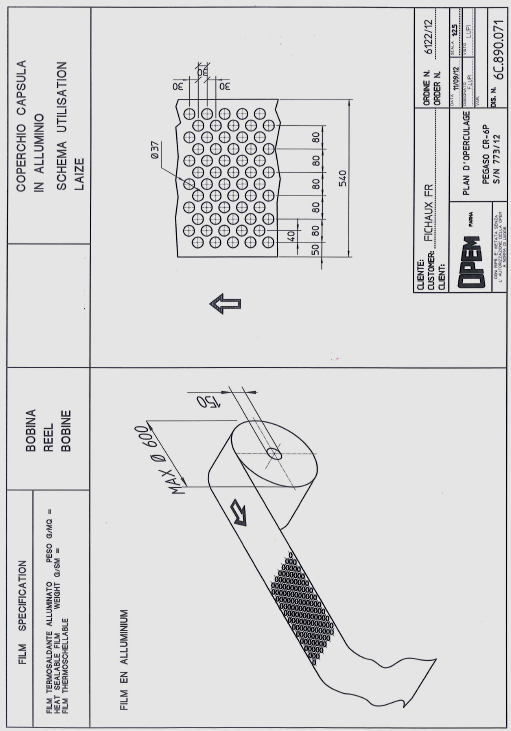 FILM SPECIFICATION
FILM TERMOSALDANTE ALLUMINATO PESO G/MQ =
HEAT SEALABLE FILM WEIGHT G/SM =
FILM THERMOSCHELLABLE
BOBINA
REEL
BOBINE
COPERCHIO CAPSULA
IN ALLUMINIO
SCHEMA UTILISATION
LAIZE
FILM EN ALLUMINIUM
MAX Ø 600
150
Ø37
30
30
30
50
40
80
80
80
80
80
540
CLIENTE:
CUSTOMER: FICHAUX FR
CLIENT:
ORDINE N. 6122/12
ORDER N.
OPEM PARMA
PLAN D'OPERCULAGE
PEGASO CR-6P
S/N 773/12
DATA 11/09/12
SCALA
DIS. N. 6C.890.071